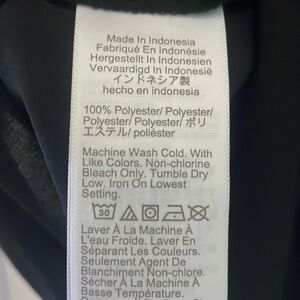 Made In Indonesia
Fabriqué En Indonésie
Hergestellt In Indonesien
Vervaardigd In Indonesië
インドネシア製
hecho en indonesia
100% Polyester/ Polyester/
Polyester/ Polyester/ ポリ
エステル/ poliéster
Machine Wash Cold. With
Like Colors. Non-chlorine
Bleach Only. Tumble Dry
Low. Iron On Lowest
Setting.
30
Laver À La Machine À
L'eau Froide. Laver En
Séparant Les Couleurs.
Seulement Agent De
Blanchiment Non-chlore.
Sécher À La Machine À
Basse Température.